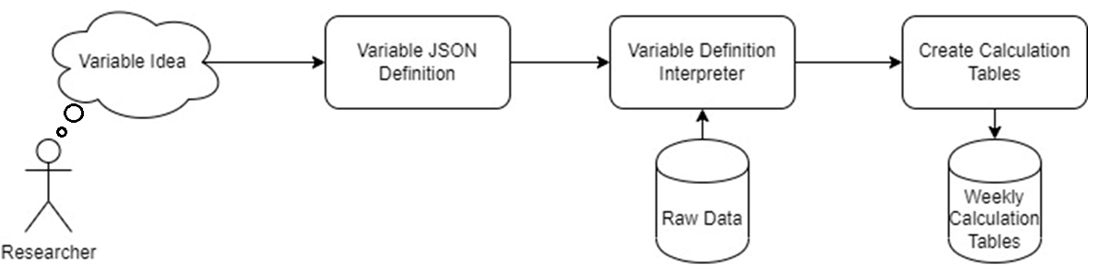 Variable Idea
Variable JSON
Definition
Variable Definition
Interpreter
Create Calculation
Tables
Raw Data
Weekly
Calculation
Tables
Researcher